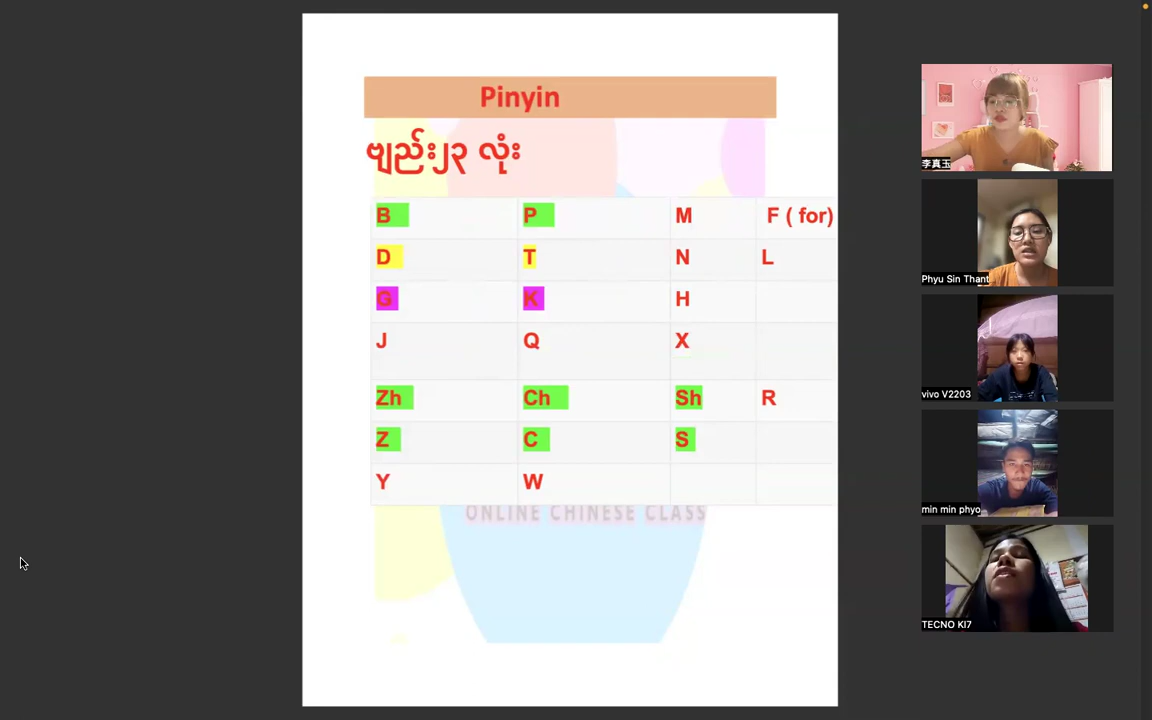 Pinyin
ဗျည်း၂၃ လုံး
B P M F ( for)
D T N L
G K H
J Q X
Zh Ch Sh R
Z C S
Y W
ONLINE CHINESE CLASS
李真玉
Phyu Sin Thant
vivo V2203
min min phyo
TECNO KI7